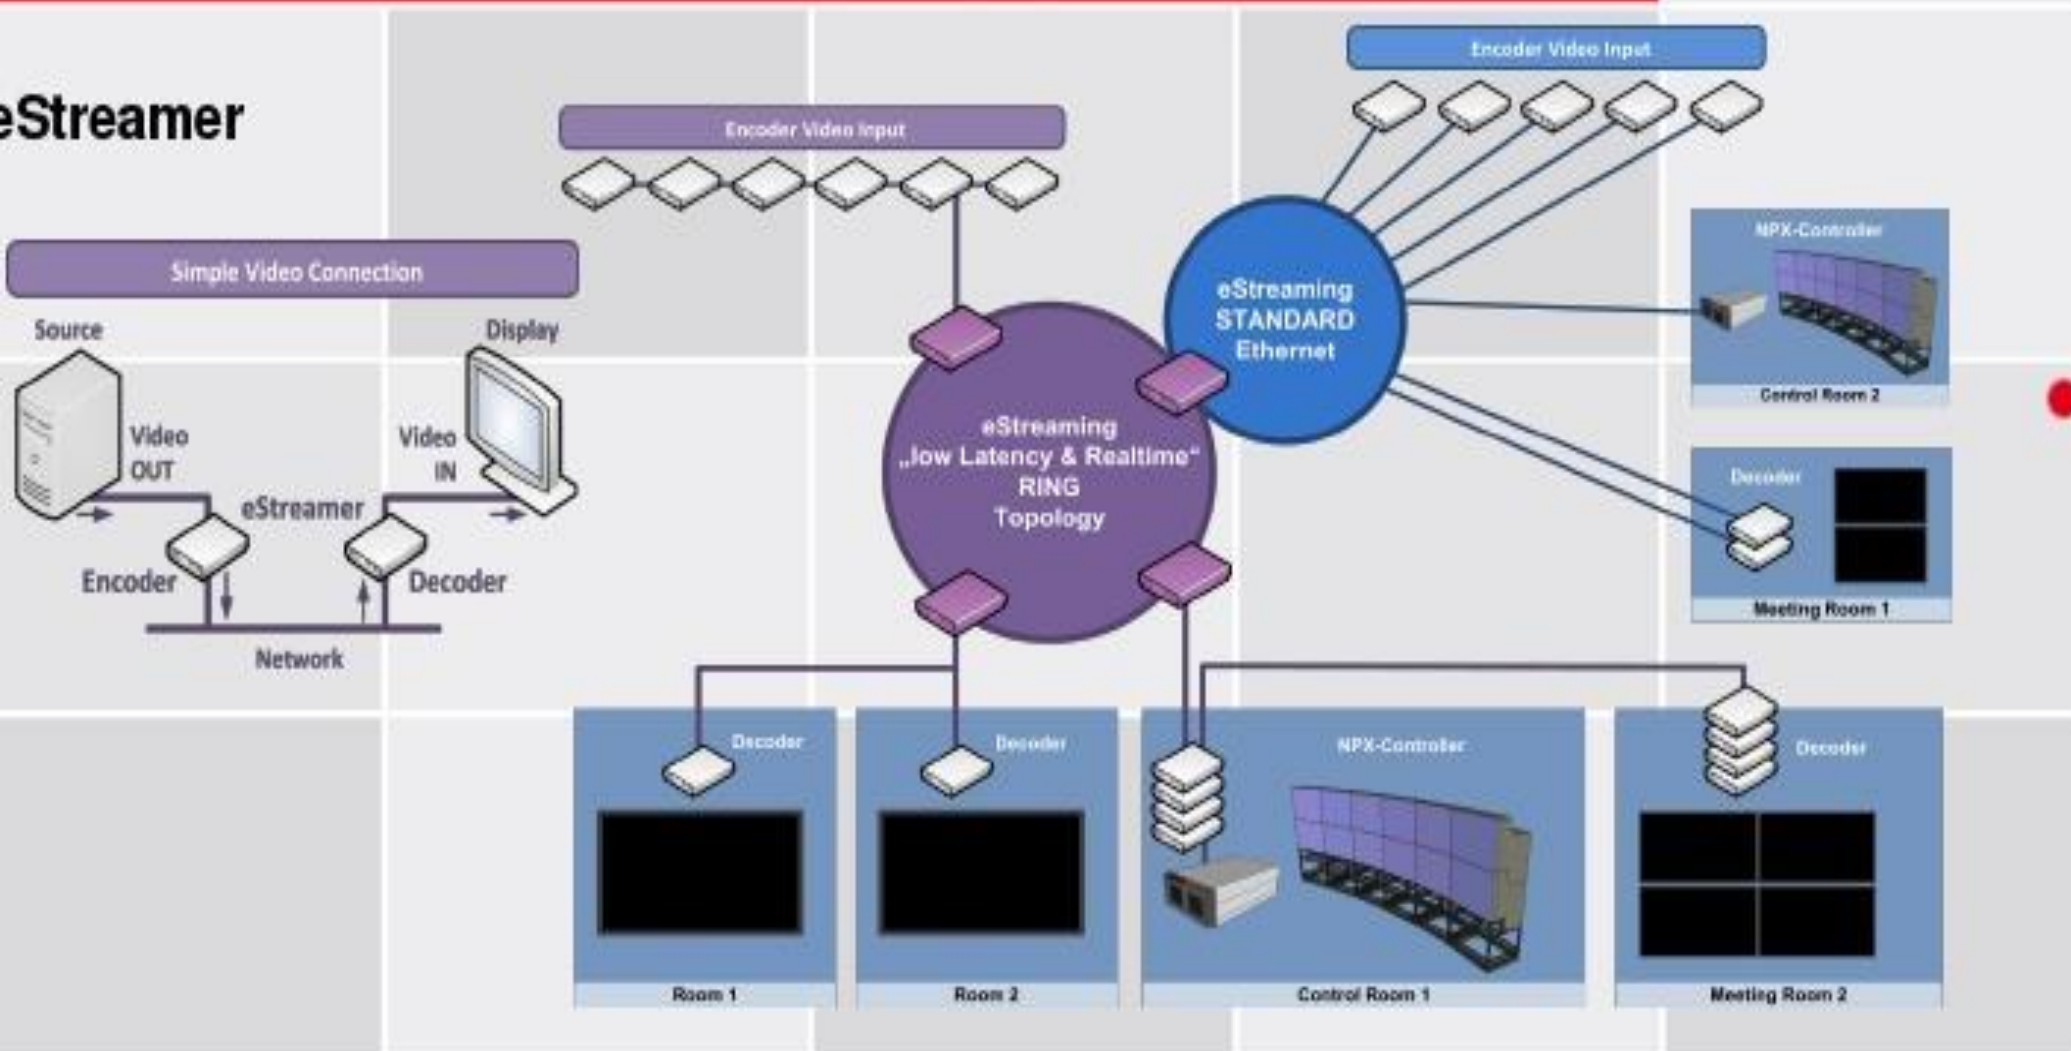 eStreamer
Encoder Video Input
Encoder Video Input
Simple Video Connection
Source
Display
Video
OUT
Video
IN
eStreamer
Encoder
Decoder
Network
eStreaming
STANDARD
Ethernet
eStreaming
„low Latency & Realtime“
RING
Topology
NPX-Controller
Control Room 2
Decoder
Meeting Room 1
Decoder
Room 1
Decoder
Room 2
NPX-Controller
Control Room 1
Decoder
Meeting Room 2